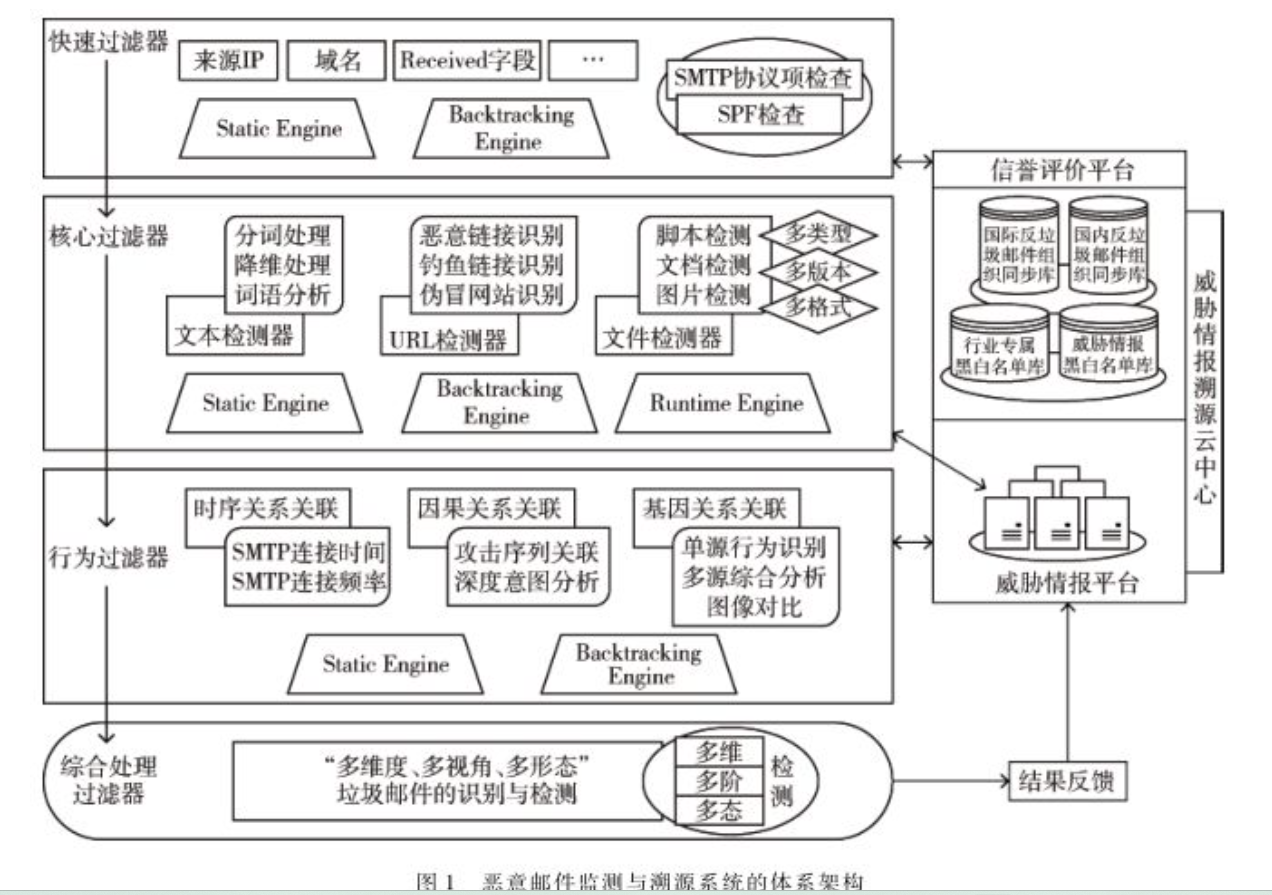 快速过滤器
来源IP
域名
Received字段
…
SMTP协议项检查
SPF检查
Static Engine
Backtracking
Engine
核心过滤器
分词处理
降维处理
词语分析
文本检测器
恶意链接识别
钓鱼链接识别
伪冒网站识别
URL检测器
脚本检测
文档检测
图片检测
文件检测器
多类型
多版本
多格式
Static Engine
Backtracking
Engine
Runtime Engine
行为过滤器
时序关系关联
SMTP连接时间
SMTP连接频率
因果关系关联
攻击序列关联
深度意图分析
基因关系关联
单源行为识别
多源综合分析
图像对比
Static Engine
Backtracking
Engine
综合处理
过滤器
“多维度、多视角、多形态”
垃圾邮件的识别与检测
多维
多阶
多态
检
测
信誉评价平台
国际反垃
圾邮件组
织同步库
国内反垃
圾邮件组
织同步库
行业专属
黑白名单库
威胁情报
黑白名单库
威胁情报平台
威
胁
情
报
溯
源
云
中
心
结果反馈
图 1 恶意邮件监测与溯源系统的体系架构